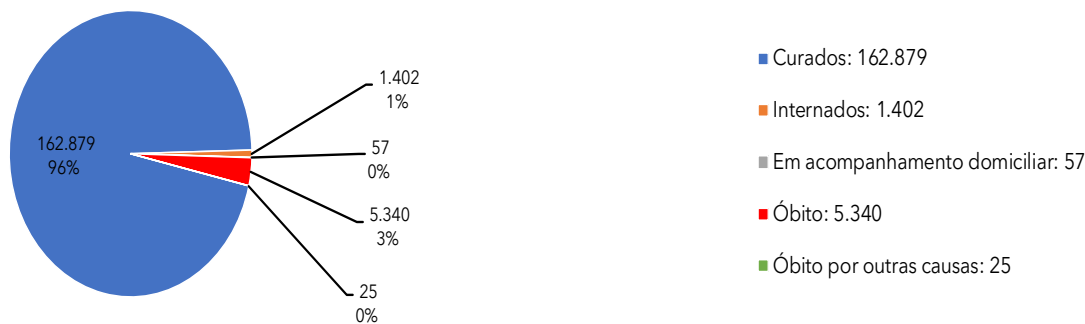 162.879
96%
1.402
1%
57
0%
5.340
3%
25
0%
Curados: 162.879
Internados: 1.402
Em acompanhamento domiciliar: 57
Óbito: 5.340
Óbito por outras causas: 25